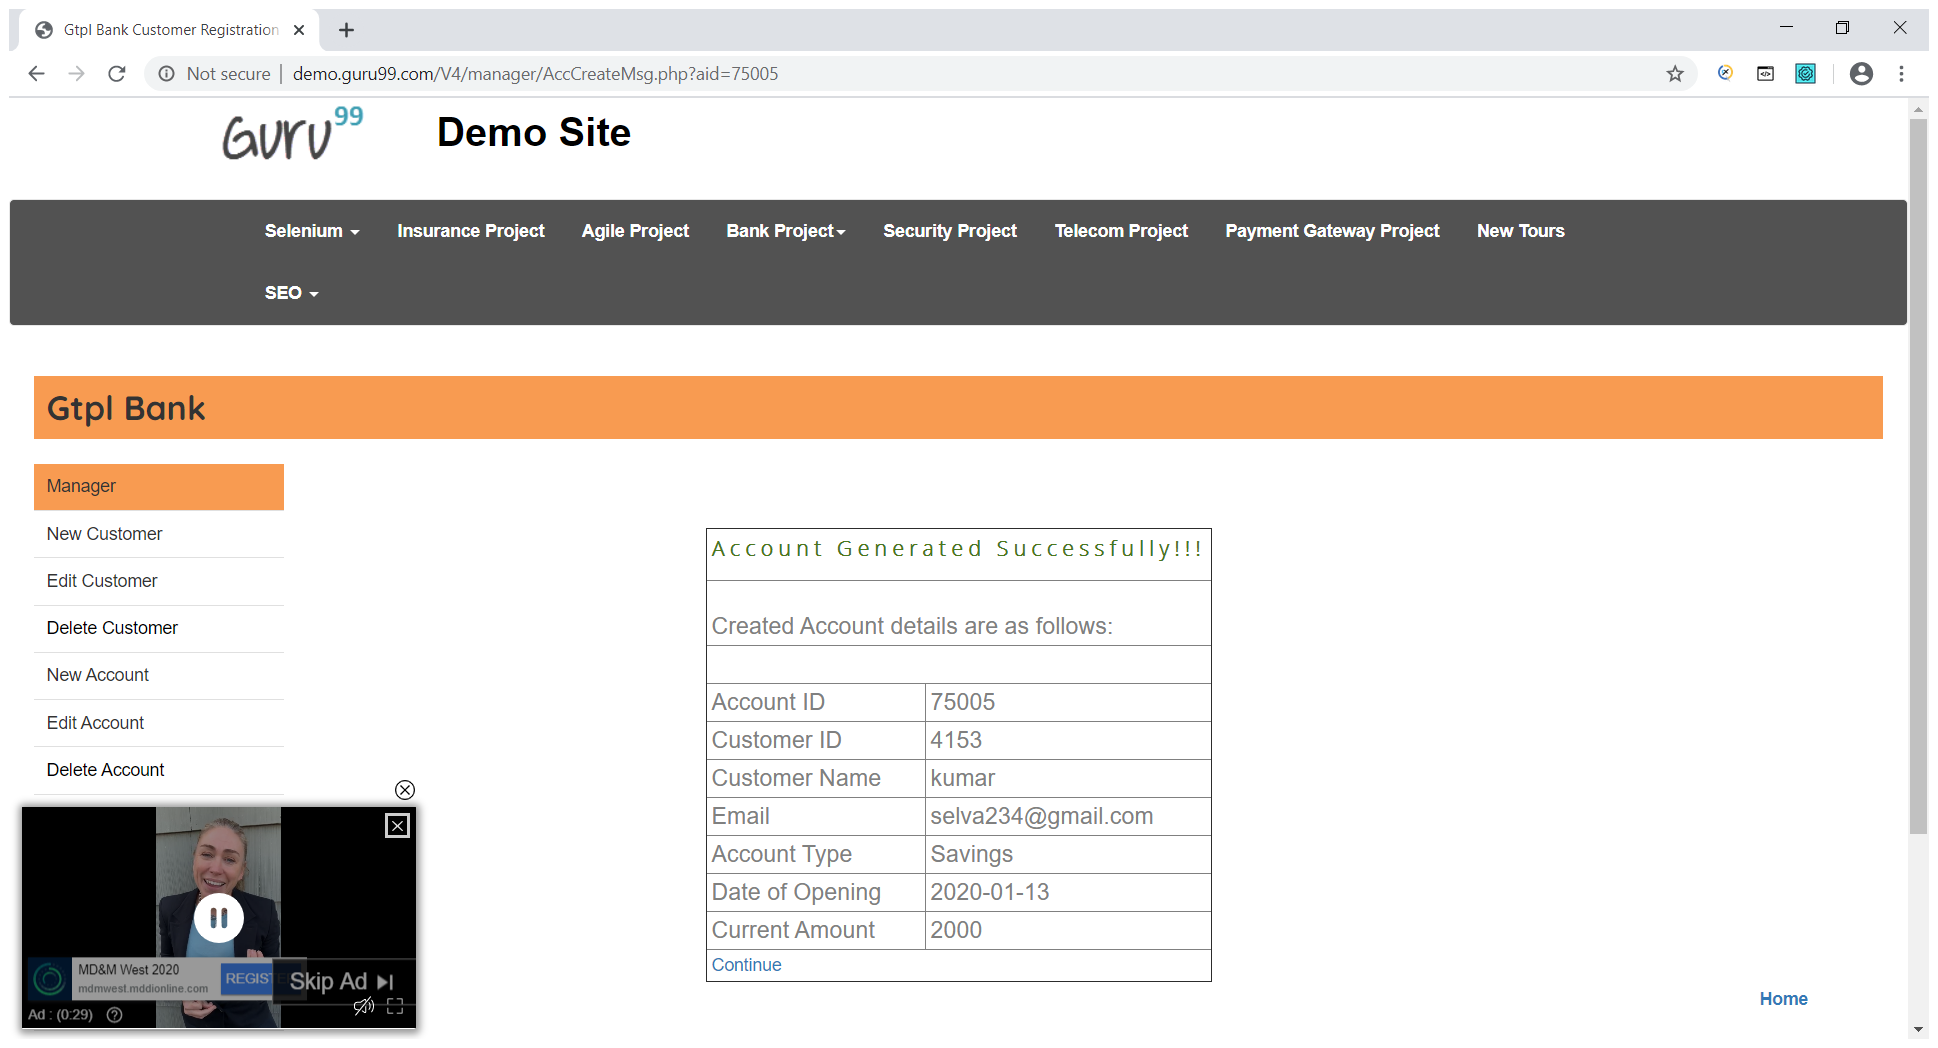 Gtpl Bank Customer Registration
Not secure | demo.guru99.com/V4/manager/AccCreateMsg.php?aid=75005
Guru99 Demo Site
Selenium Insurance Project Agile Project Bank Project Security Project Telecom Project Payment Gateway Project New Tours
SEO
Gtpl Bank
Manager
New Customer
Edit Customer
Delete Customer
New Account
Edit Account
Delete Account
Account Generated Successfully!!!
Created Account details are as follows:
Account ID 75005
Customer ID 4153
Customer Name kumar
Email selva234@gmail.com
Account Type Savings
Date of Opening 2020-01-13
Current Amount 2000
Continue
MD&M West 2020
mdmwest.mddionline.com
Skip Ad
Ad : (0:29)
Home